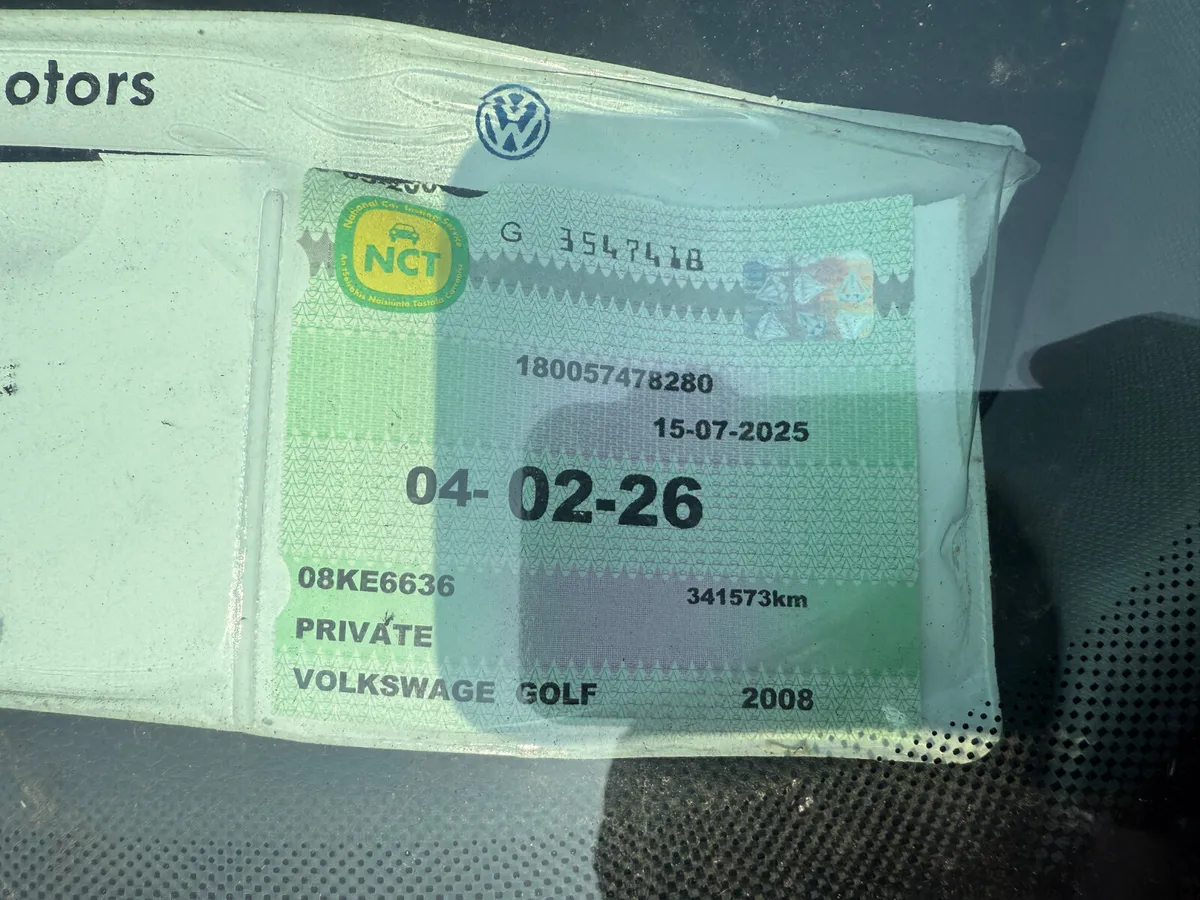 otors
National Car Testing Service
NCT
An tSeirbhís Náisiúnta Tástála Carranna
G 3547418
180057478280
15-07-2025
04- 02-26
08KE6636
341573km
PRIVATE
VOLKSWAGE GOLF 2008